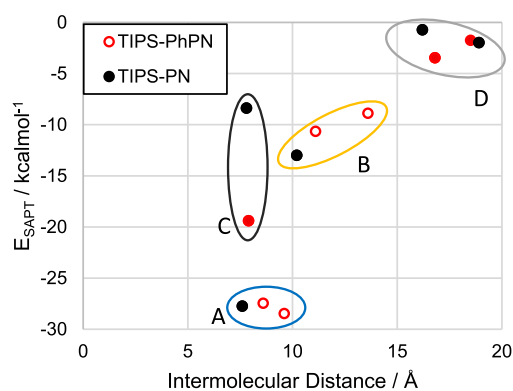 TIPS-PhPN
TIPS-PN
0
-5
-10
-15
-20
-25
-30
E_SAPT / kcalmol⁻¹
A
B
C
D
0 5 10 15 20
Intermolecular Distance / Å